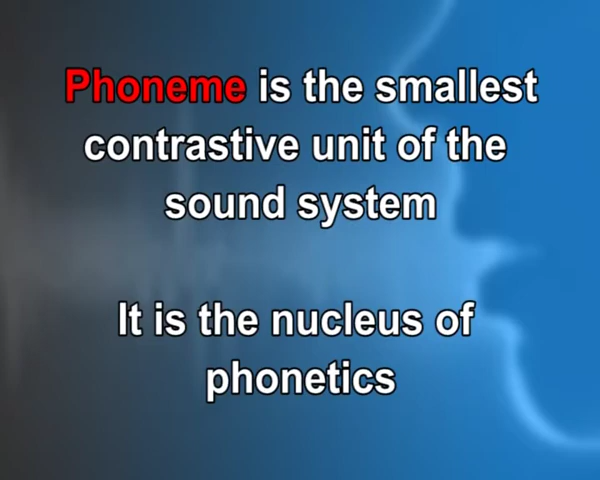 Phoneme is the smallest
contrastive unit of the
sound system
It is the nucleus of
phonetics